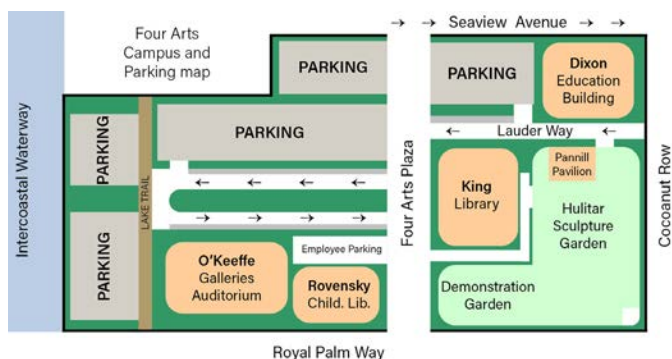 Seaview Avenue
Four Arts
Campus and
Parking map
PARKING
PARKING
Dixon
Education
Building
PARKING
PARKING
Lauder Way
Intercoastal Waterway
LAKE TRAIL
Four Arts Plaza
Cocoanut Row
Pannill
Pavilion
King
Library
Hulitar
Sculpture
Garden
PARKING
Employee Parking
O'Keeffe
Galleries
Auditorium
Rovensky
Child. Lib.
Demonstration
Garden
Royal Palm Way